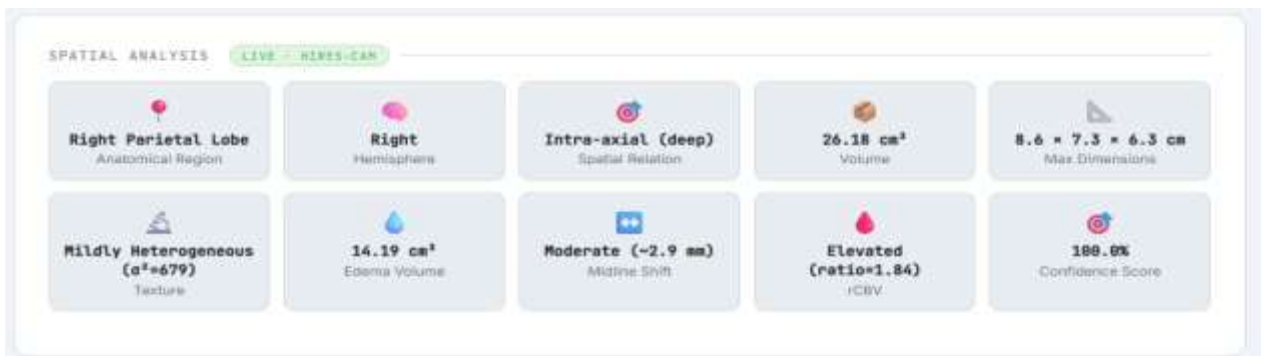 SPATIAL ANALYSIS LIVE · HIRES-CAM
Right Parietal Lobe
Anatomical Region
Right
Hemisphere
Intra-axial (deep)
Spatial Relation
26.18 cm³
Volume
8.6 × 7.3 × 6.3 cm
Max Dimensions
Mildly Heterogeneous
(σ²=679)
Texture
14.19 cm³
Edema Volume
Moderate (~2.9 mm)
Midline Shift
Elevated
(ratio=1.84)
rCBV
100.0%
Confidence Score